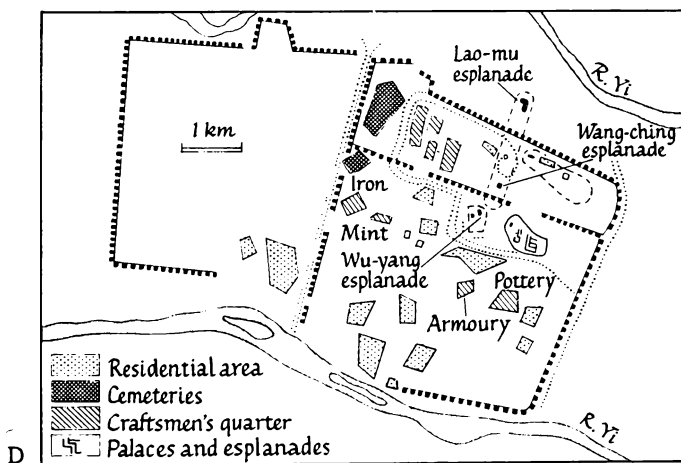 Lao-mu
esplanade
R. Yi
Wang-ching
esplanade
1 km
Iron
Mint
Wu-yang
esplanade
Pottery
Armoury
Residential area
Cemeteries
Craftsmen's quarter
Palaces and esplanades
R. Yi
D